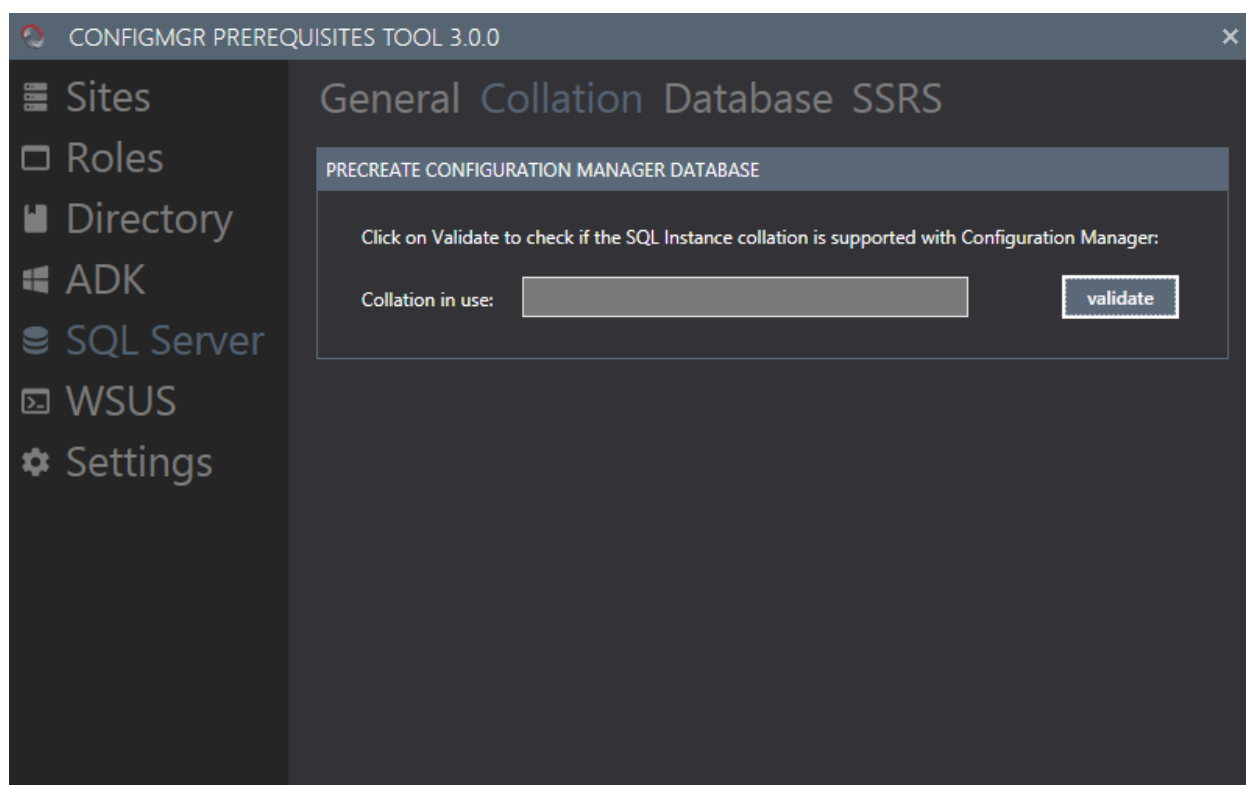 CONFIGMGR PREREQUISITES TOOL 3.0.0
Sites
Roles
Directory
ADK
SQL Server
WSUS
Settings
General Collation Database SSRS
PRECREATE CONFIGURATION MANAGER DATABASE
Click on Validate to check if the SQL Instance collation is supported with Configuration Manager:
Collation in use:
validate